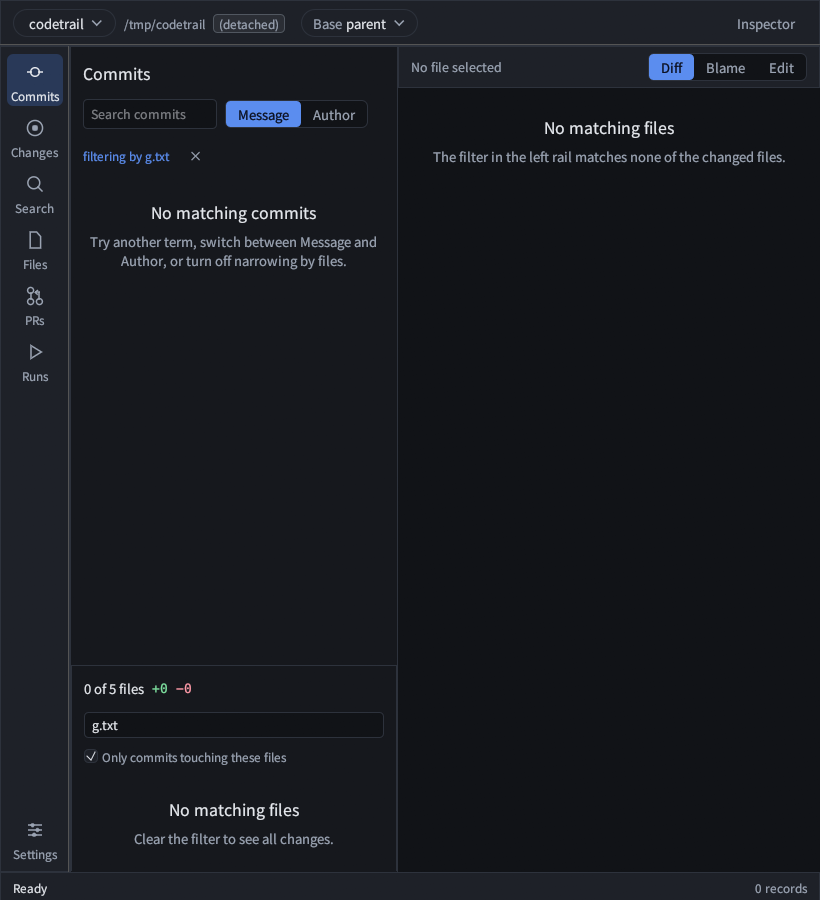 codetrail
/tmp/codetrail
(detached)
Base parent
Inspector
Commits
Changes
Search
Files
PRs
Runs
Settings
Commits
Search commits
Message
Author
filtering by g.txt
No matching commits
Try another term, switch between Message and
Author, or turn off narrowing by files.
0 of 5 files +0 −0
g.txt
Only commits touching these files
No matching files
Clear the filter to see all changes.
No file selected
Diff
Blame
Edit
No matching files
The filter in the left rail matches none of the changed files.
Ready
0 records